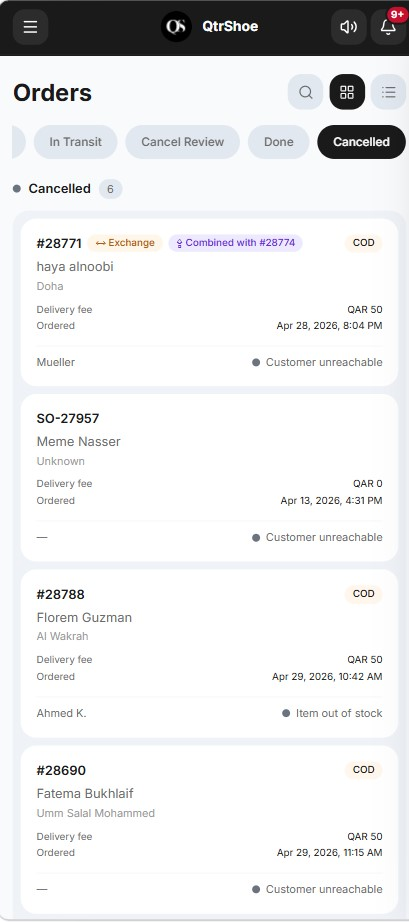 QS QtrShoe 9+
Orders
In Transit Cancel Review Done Cancelled
Cancelled 6
#28771 Exchange Combined with #28774 COD
haya alnoobi
Doha
Delivery fee QAR 50
Ordered Apr 28, 2026, 8:04 PM
Mueller Customer unreachable
SO-27957
Meme Nasser
Unknown
Delivery fee QAR 0
Ordered Apr 13, 2026, 4:31 PM
— Customer unreachable
#28788 COD
Florem Guzman
Al Wakrah
Delivery fee QAR 50
Ordered Apr 29, 2026, 10:42 AM
Ahmed K. Item out of stock
#28690 COD
Fatema Bukhlaif
Umm Salal Mohammed
Delivery fee QAR 50
Ordered Apr 29, 2026, 11:15 AM
— Customer unreachable